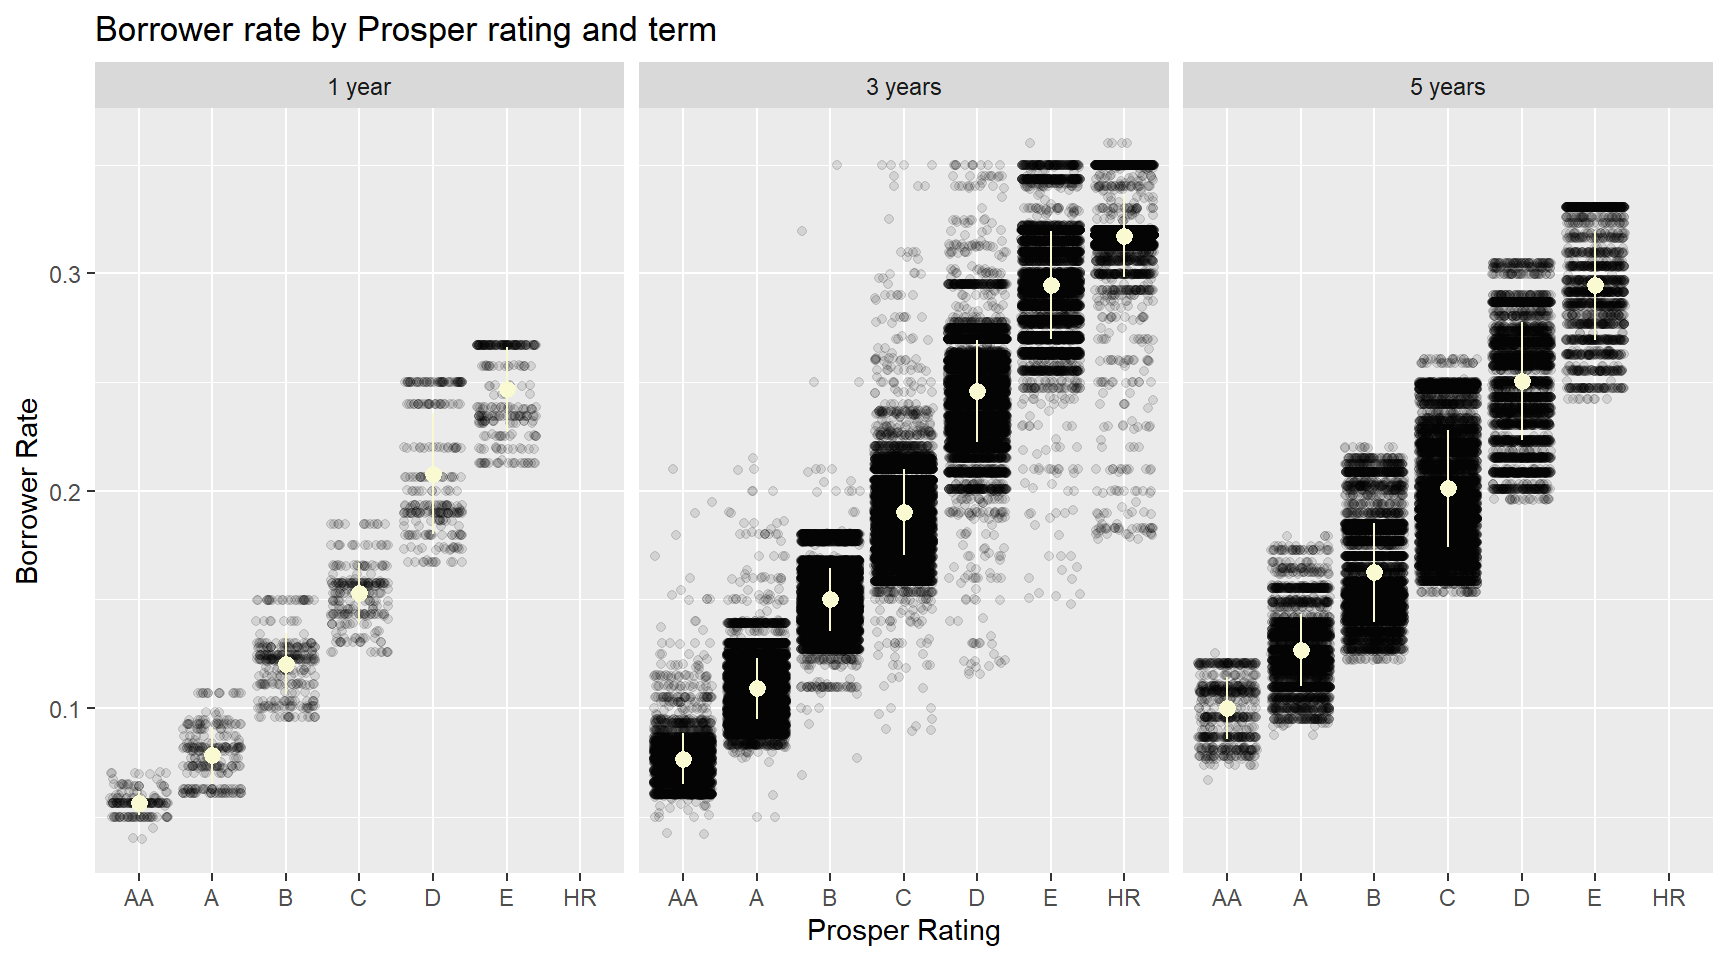 Borrower rate by Prosper rating and term
1 year
3 years
5 years
Borrower Rate
0.3
0.2
0.1
AA A B C D E HR
AA A B C D E HR
AA A B C D E HR
Prosper Rating